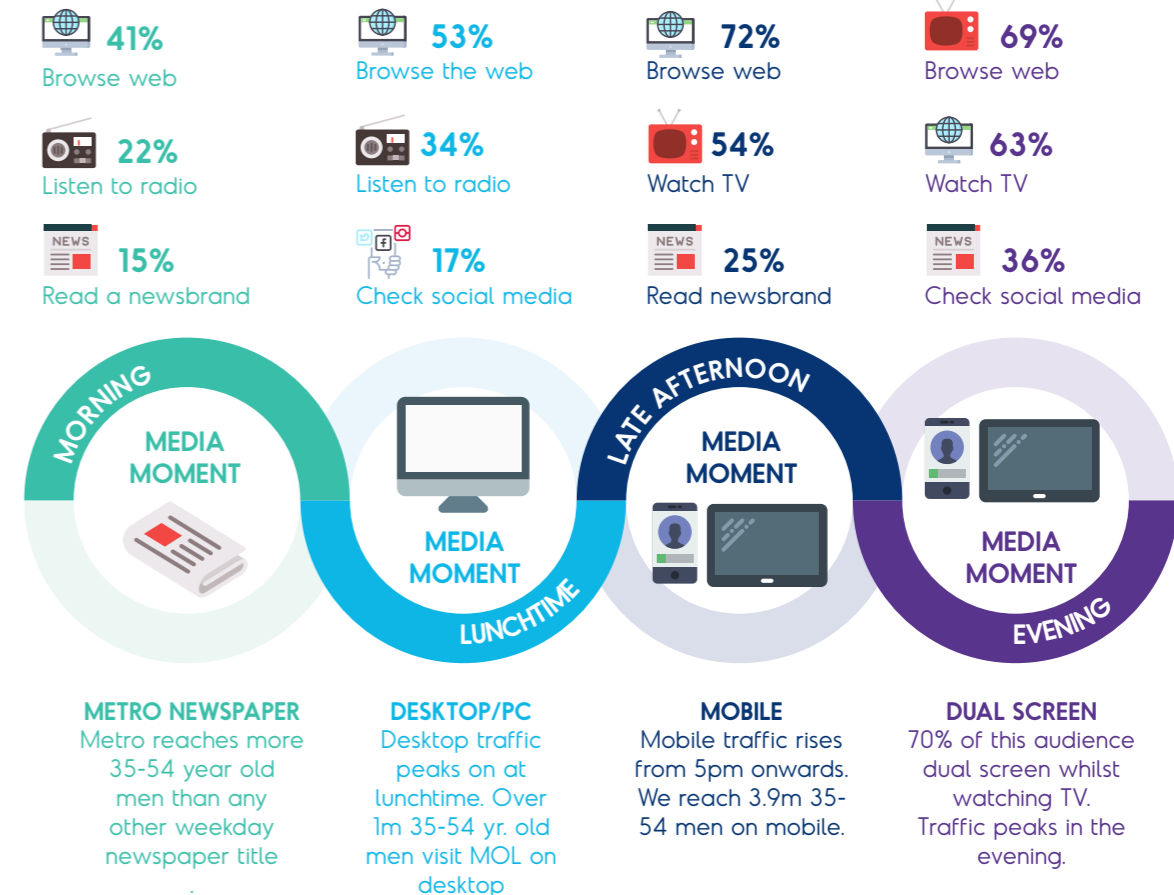 41%
Browse web
22%
Listen to radio
NEWS
15%
Read a newsbrand
53%
Browse the web
34%
Listen to radio
f
17%
Check social media
72%
Browse web
54%
Watch TV
NEWS
25%
Read newsbrand
69%
Browse web
63%
Watch TV
NEWS
36%
Check social media
MORNING
MEDIA
MOMENT
MEDIA
MOMENT
LUNCHTIME
LATE AFTERNOON
MEDIA
MOMENT
MEDIA
MOMENT
EVENING
METRO NEWSPAPER
Metro reaches more
35-54 year old
men than any
other weekday
newspaper title
.
DESKTOP/PC
Desktop traffic
peaks on at
lunchtime. Over
1m 35-54 yr. old
men visit MOL on
desktop
MOBILE
Mobile traffic rises
from 5pm onwards.
We reach 3.9m 35-
54 men on mobile.
DUAL SCREEN
70% of this audience
dual screen whilst
watching TV.
Traffic peaks in the
evening.